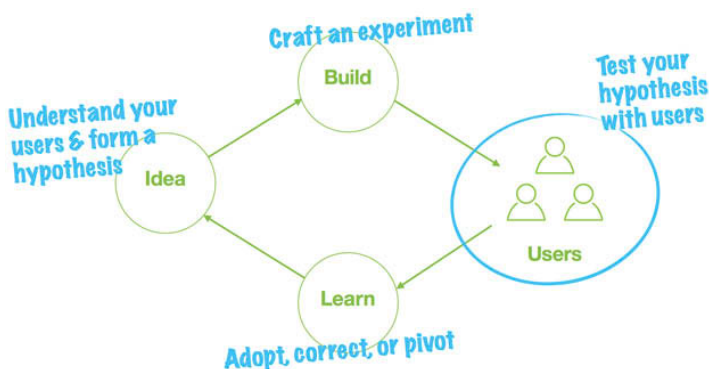 Craft an experiment
Build
Test your
hypothesis
with users
Understand your
users & form a
hypothesis
Idea
Users
Learn
Adopt, correct, or pivot